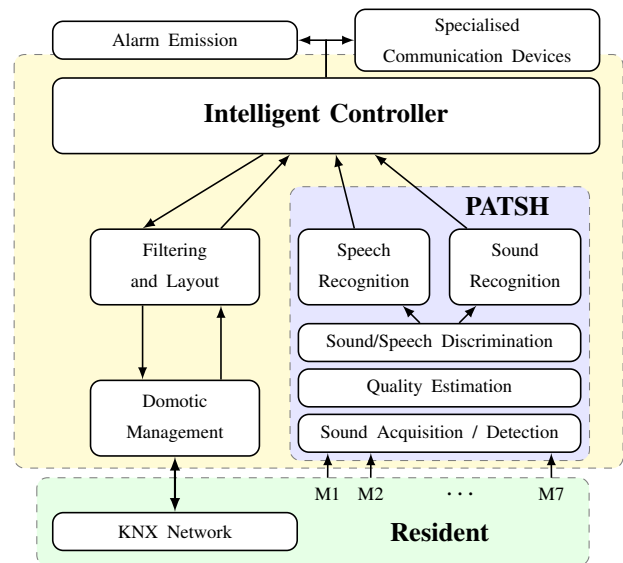 Alarm Emission
Specialised
Communication Devices
Intelligent Controller
PATSH
Filtering
and Layout
Speech
Recognition
Sound
Recognition
Sound/Speech Discrimination
Quality Estimation
Domotic
Management
Sound Acquisition / Detection
M1 M2 ... M7
KNX Network
Resident